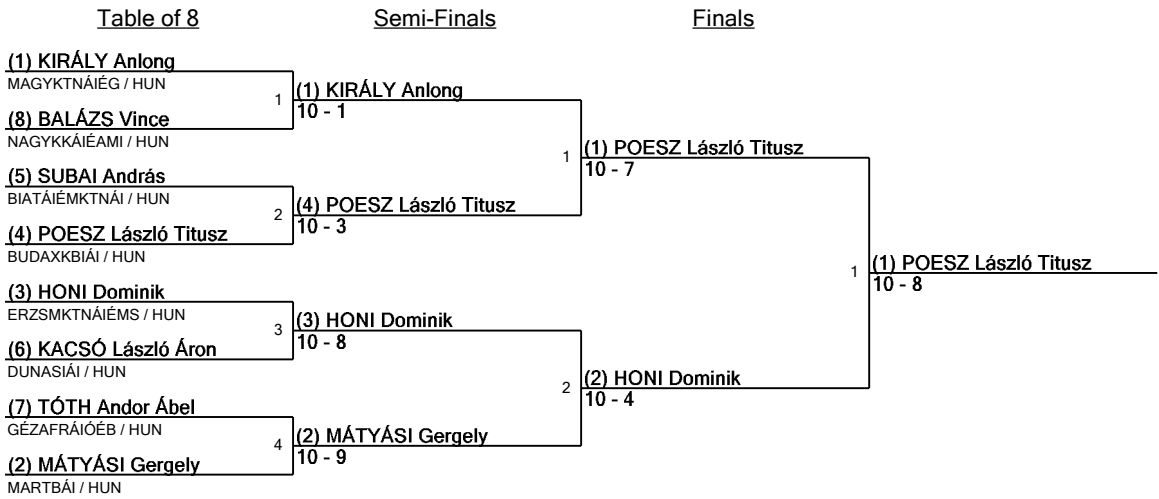 Table of 8
Semi-Finals
Finals
(1) KIRÁLY Anlong
MAGYKTNÁIÉG / HUN
(8) BALÁZS Vince
NAGYKKÁIÉAMI / HUN
(5) SUBAI András
BIATÁIÉMKTNÁI / HUN
(4) POESZ László Titusz
BUDAXKBIÁI / HUN
(3) HONI Dominik
ERZSMKTNÁIÉMS / HUN
(6) KACSÓ László Áron
DUNASIÁI / HUN
(7) TÓTH Andor Ábel
GÉZAFRÁIÓÉB / HUN
(2) MÁTYÁSI Gergely
MARTBÁI / HUN
1
(1) KIRÁLY Anlong
10 - 1
2
(4) POESZ László Titusz
10 - 3
3
(3) HONI Dominik
10 - 8
4
(2) MÁTYÁSI Gergely
10 - 9
1
(1) POESZ László Titusz
10 - 7
2
(2) HONI Dominik
10 - 4
1
(1) POESZ László Titusz
10 - 8